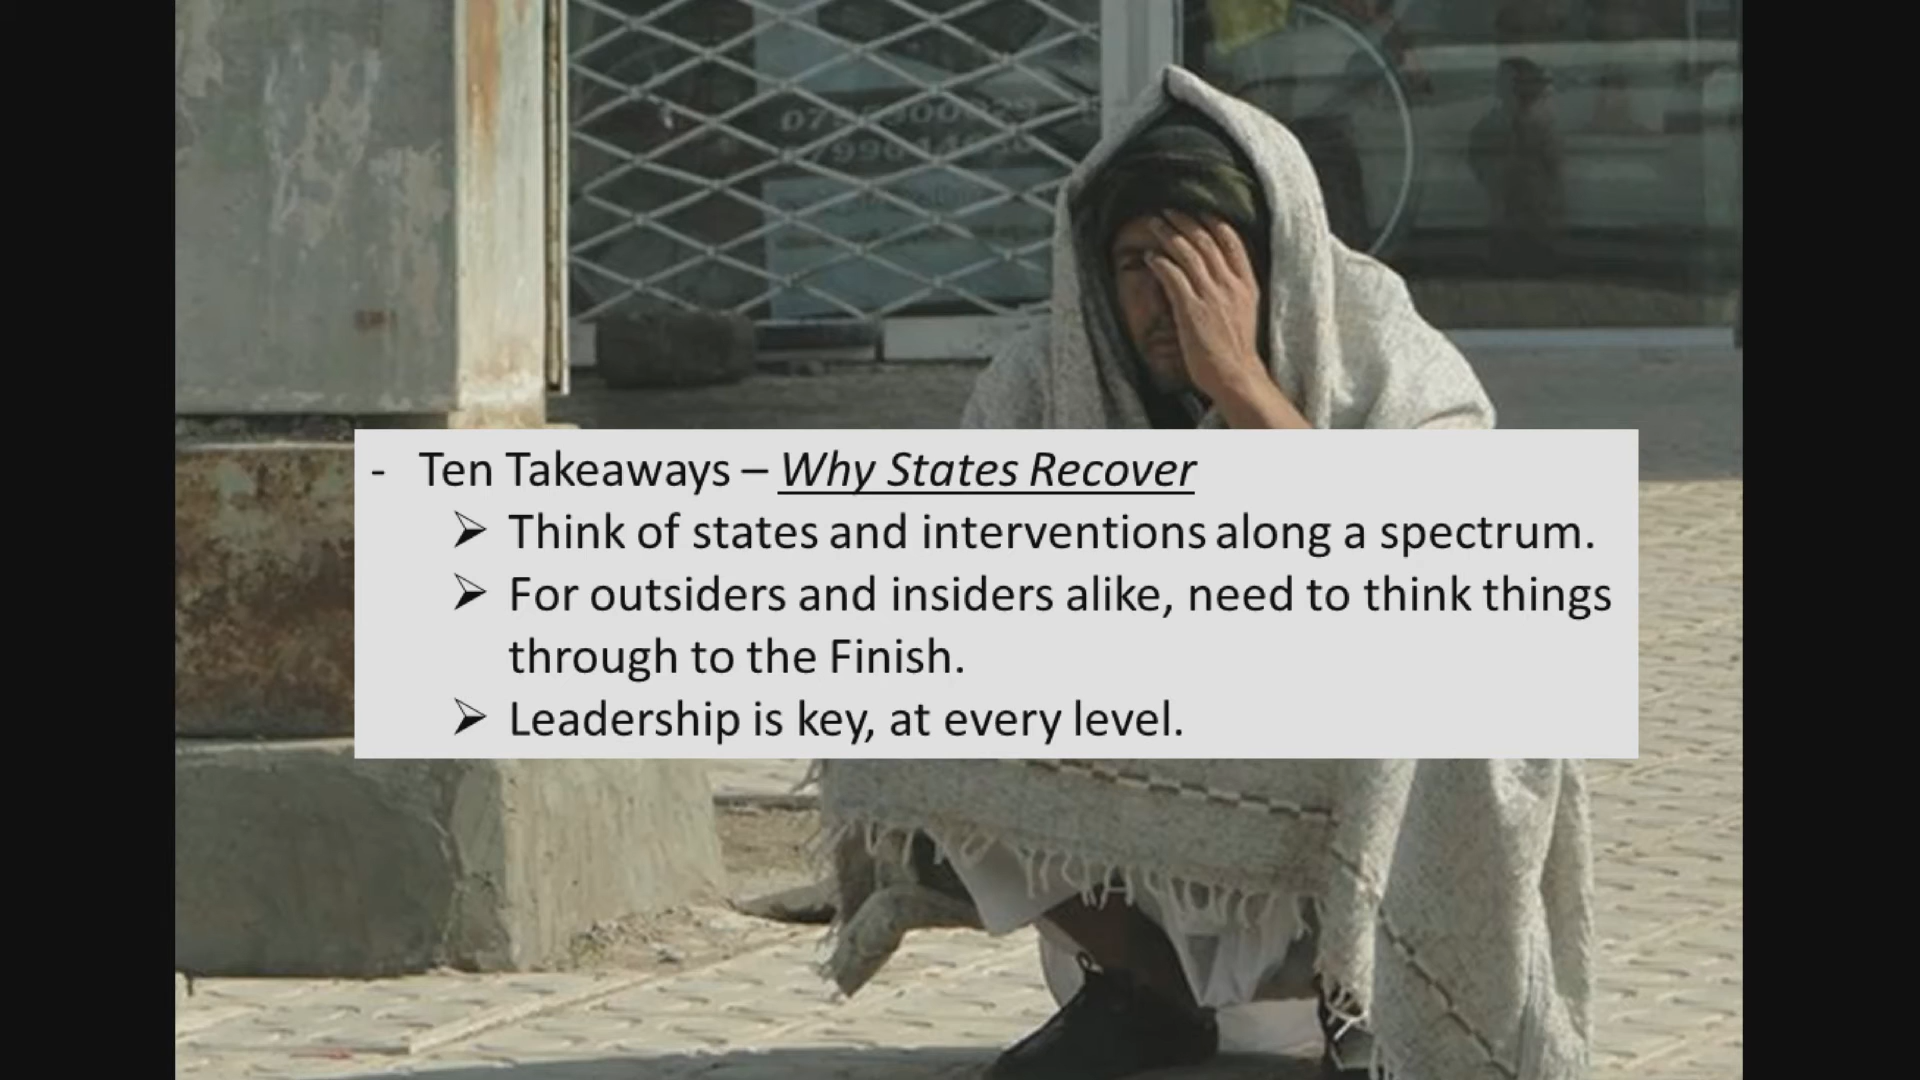 - Ten Takeaways – Why States Recover
➢ Think of states and interventions along a spectrum.
➢ For outsiders and insiders alike, need to think things
through to the Finish.
➢ Leadership is key, at every level.